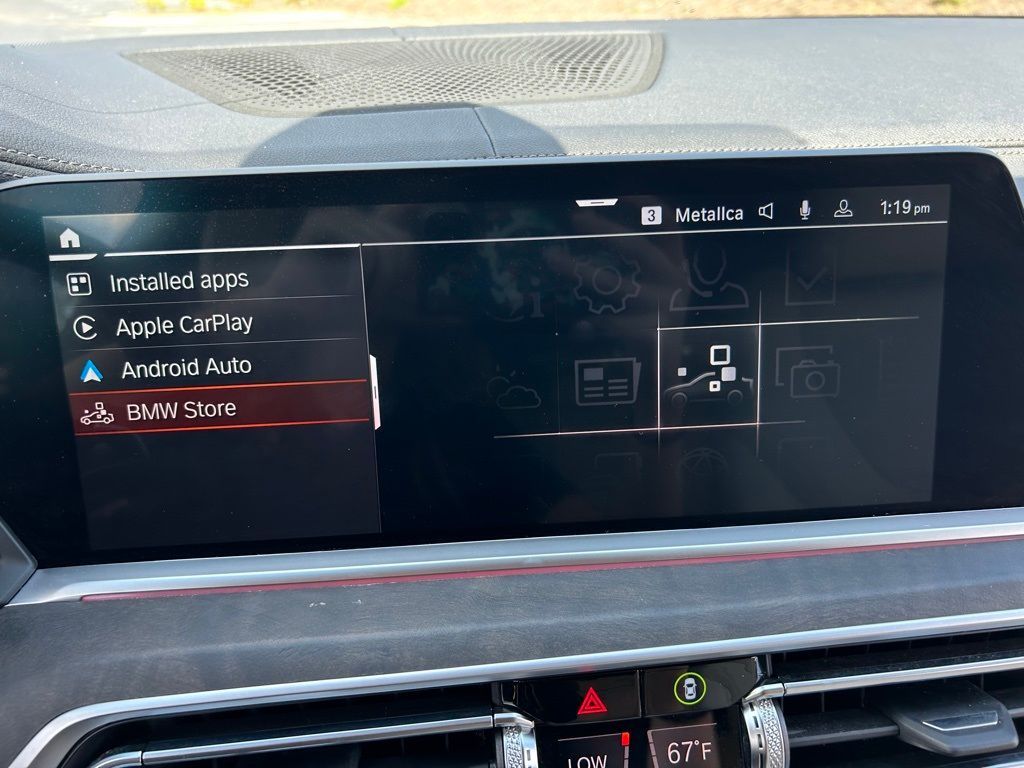 3 Metallca 1:19 pm
Installed apps
Apple CarPlay
Android Auto
BMW Store
LOW 67°F